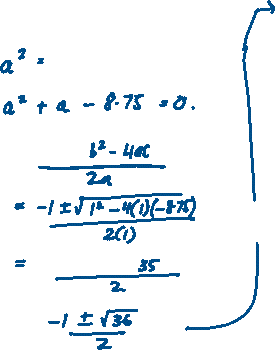 a² =
a² + a - 8.75 = 0.
b² - 4ac
2a
= -1 ± √1² - 4(1)(-8.75)
2(1)
= 35
2
-1 ± √36
2